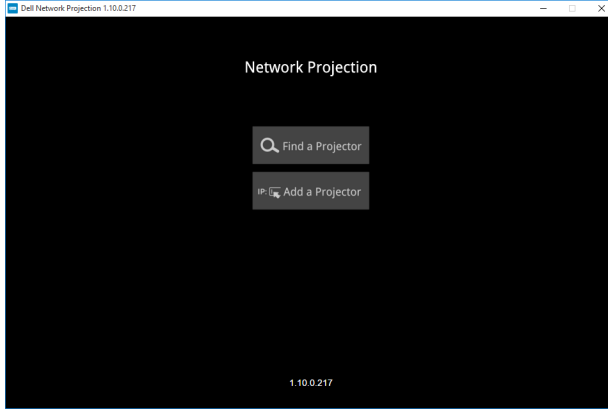 Dell Network Projection 1.10.0.217
Network Projection
Find a Projector
IP: Add a Projector
1.10.0.217